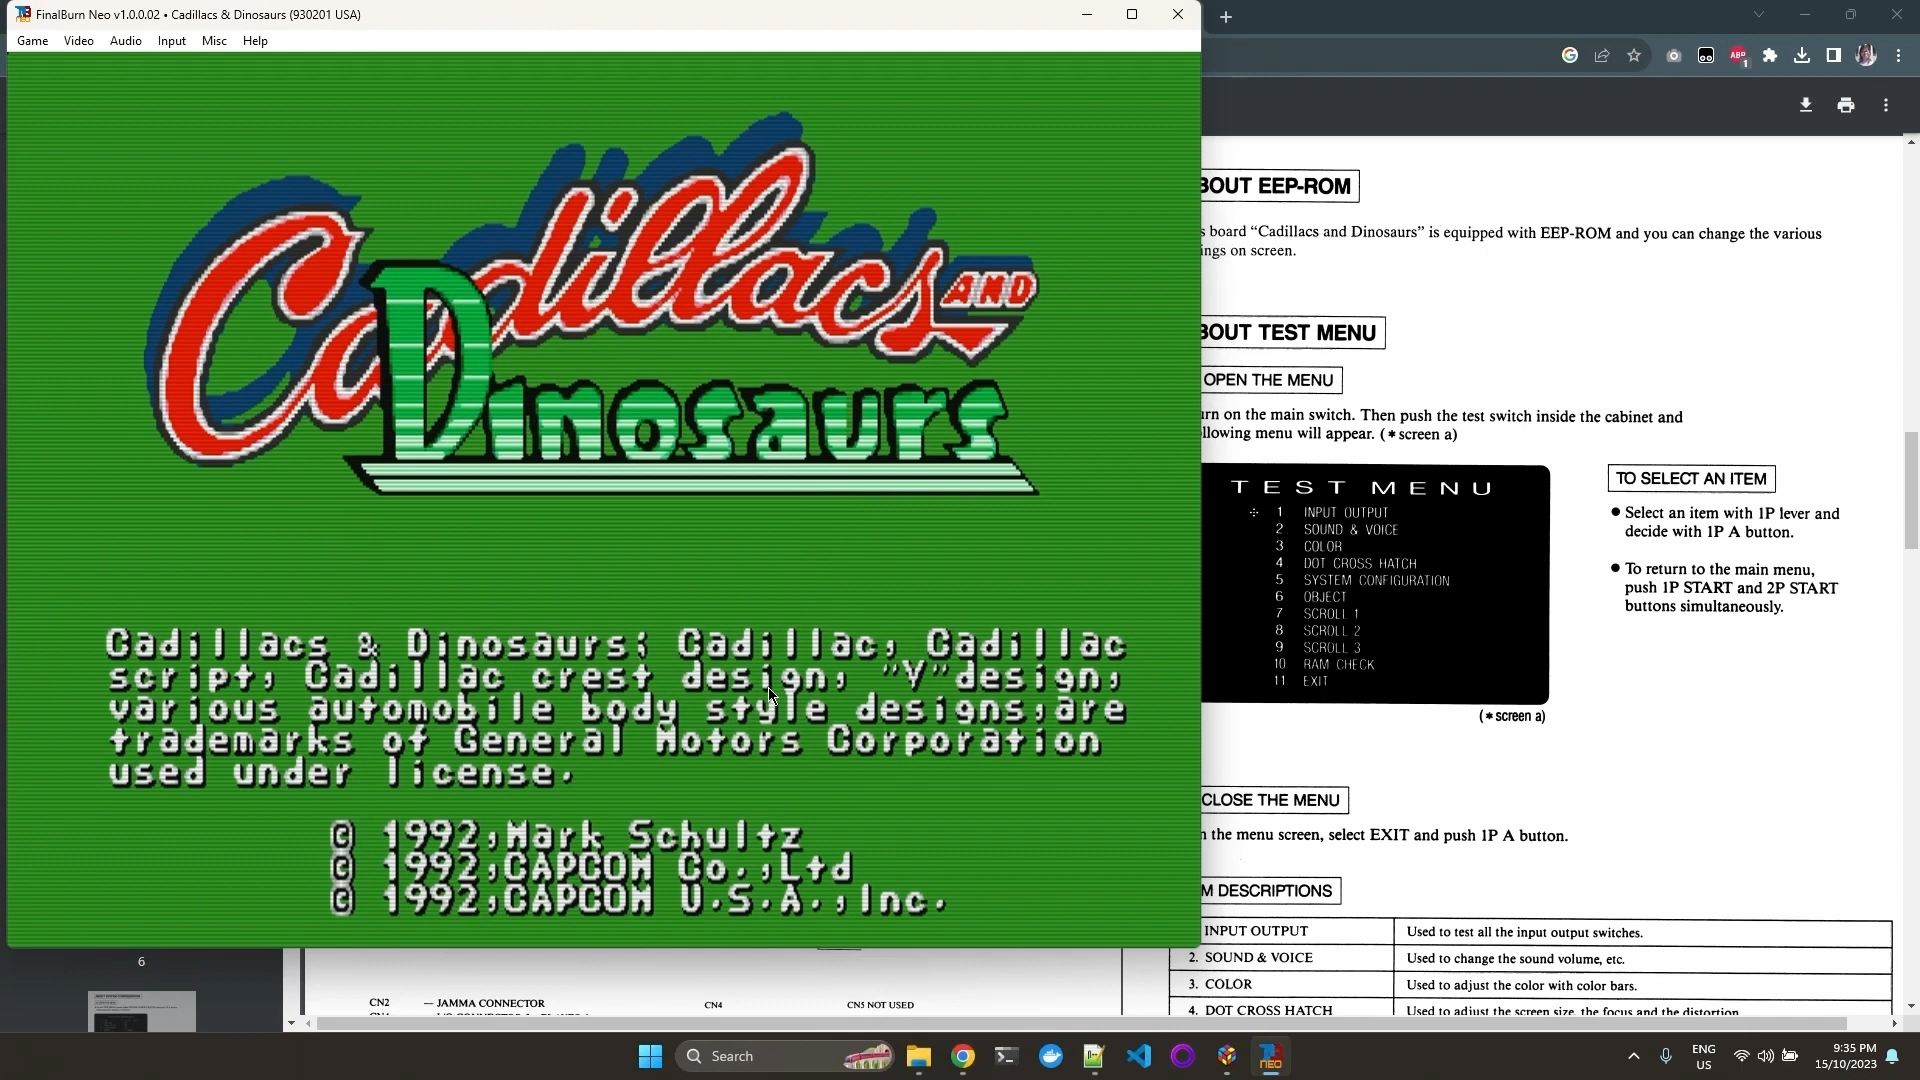 FinalBurn Neo v1.0.0.02 • Cadillacs & Dinosaurs (930201 USA)
Game Video Audio Input Misc Help
Cadillacs AND
Dinosaurs
Cadillacs & Dinosaurs; Cadillac, Cadillac
script, Cadillac crest design, "V"design,
various automobile body style designs,are
trademarks of General Motors Corporation
used under license.
© 1992,Mark Schultz
© 1992,CAPCOM Co.,Ltd
© 1992,CAPCOM U.S.A.,Inc.
ABP
1
BOUT EEP-ROM
s board “Cadillacs and Dinosaurs” is equipped with EEP-ROM and you can change the various
ings on screen.
BOUT TEST MENU
OPEN THE MENU
urn on the main switch. Then push the test switch inside the cabinet and
llowing menu will appear. (∗screen a)
TEST MENU
1 INPUT OUTPUT
2 SOUND & VOICE
3 COLOR
4 DOT CROSS HATCH
5 SYSTEM CONFIGURATION
6 OBJECT
7 SCROLL 1
8 SCROLL 2
9 SCROLL 3
10 RAM CHECK
11 EXIT
(∗screen a)
TO SELECT AN ITEM
● Select an item with 1P lever and
decide with 1P A button.
● To return to the main menu,
push 1P START and 2P START
buttons simultaneously.
CLOSE THE MENU
n the menu screen, select EXIT and push 1P A button.
M DESCRIPTIONS
INPUT OUTPUT Used to test all the input output switches.
2. SOUND & VOICE Used to change the sound volume, etc.
3. COLOR Used to adjust the color with color bars.
4. DOT CROSS HATCH Used to adjust the screen size, the focus and the distortion
6
CN2 — JAMMA CONNECTOR CN4 CN5 NOT USED
Search
NEO
ENG
US
9:35 PM
15/10/2023